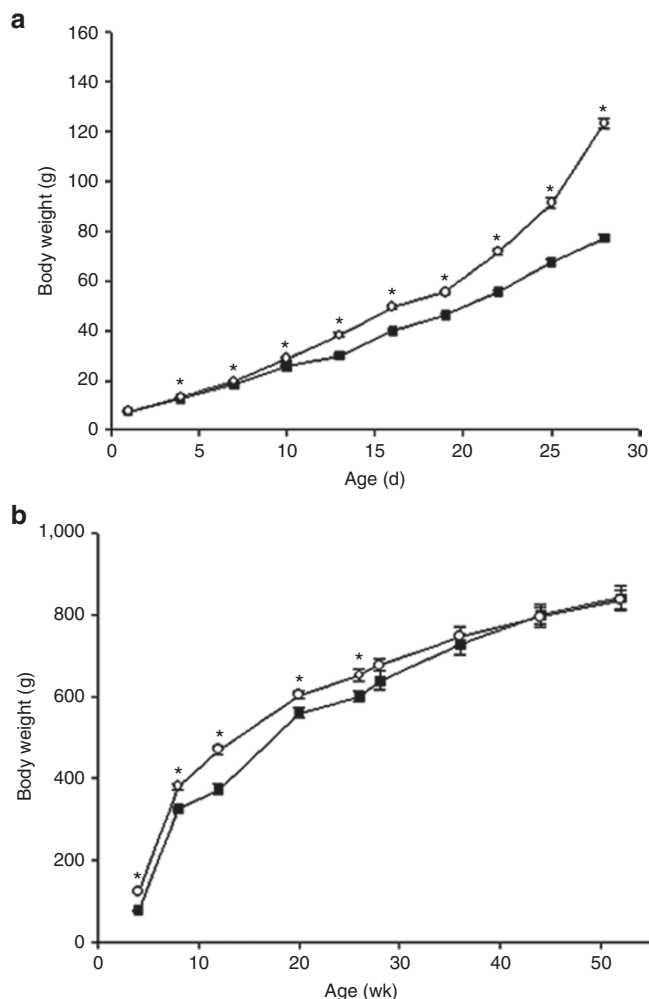 a
160
140
120
100
80
60
40
20
0
Body weight (g)
* * * * * * * * *
0 5 10 15 20 25 30
Age (d)
b
1,000
800
600
400
200
0
Body weight (g)
* * * * *
0 10 20 30 40 50
Age (wk)